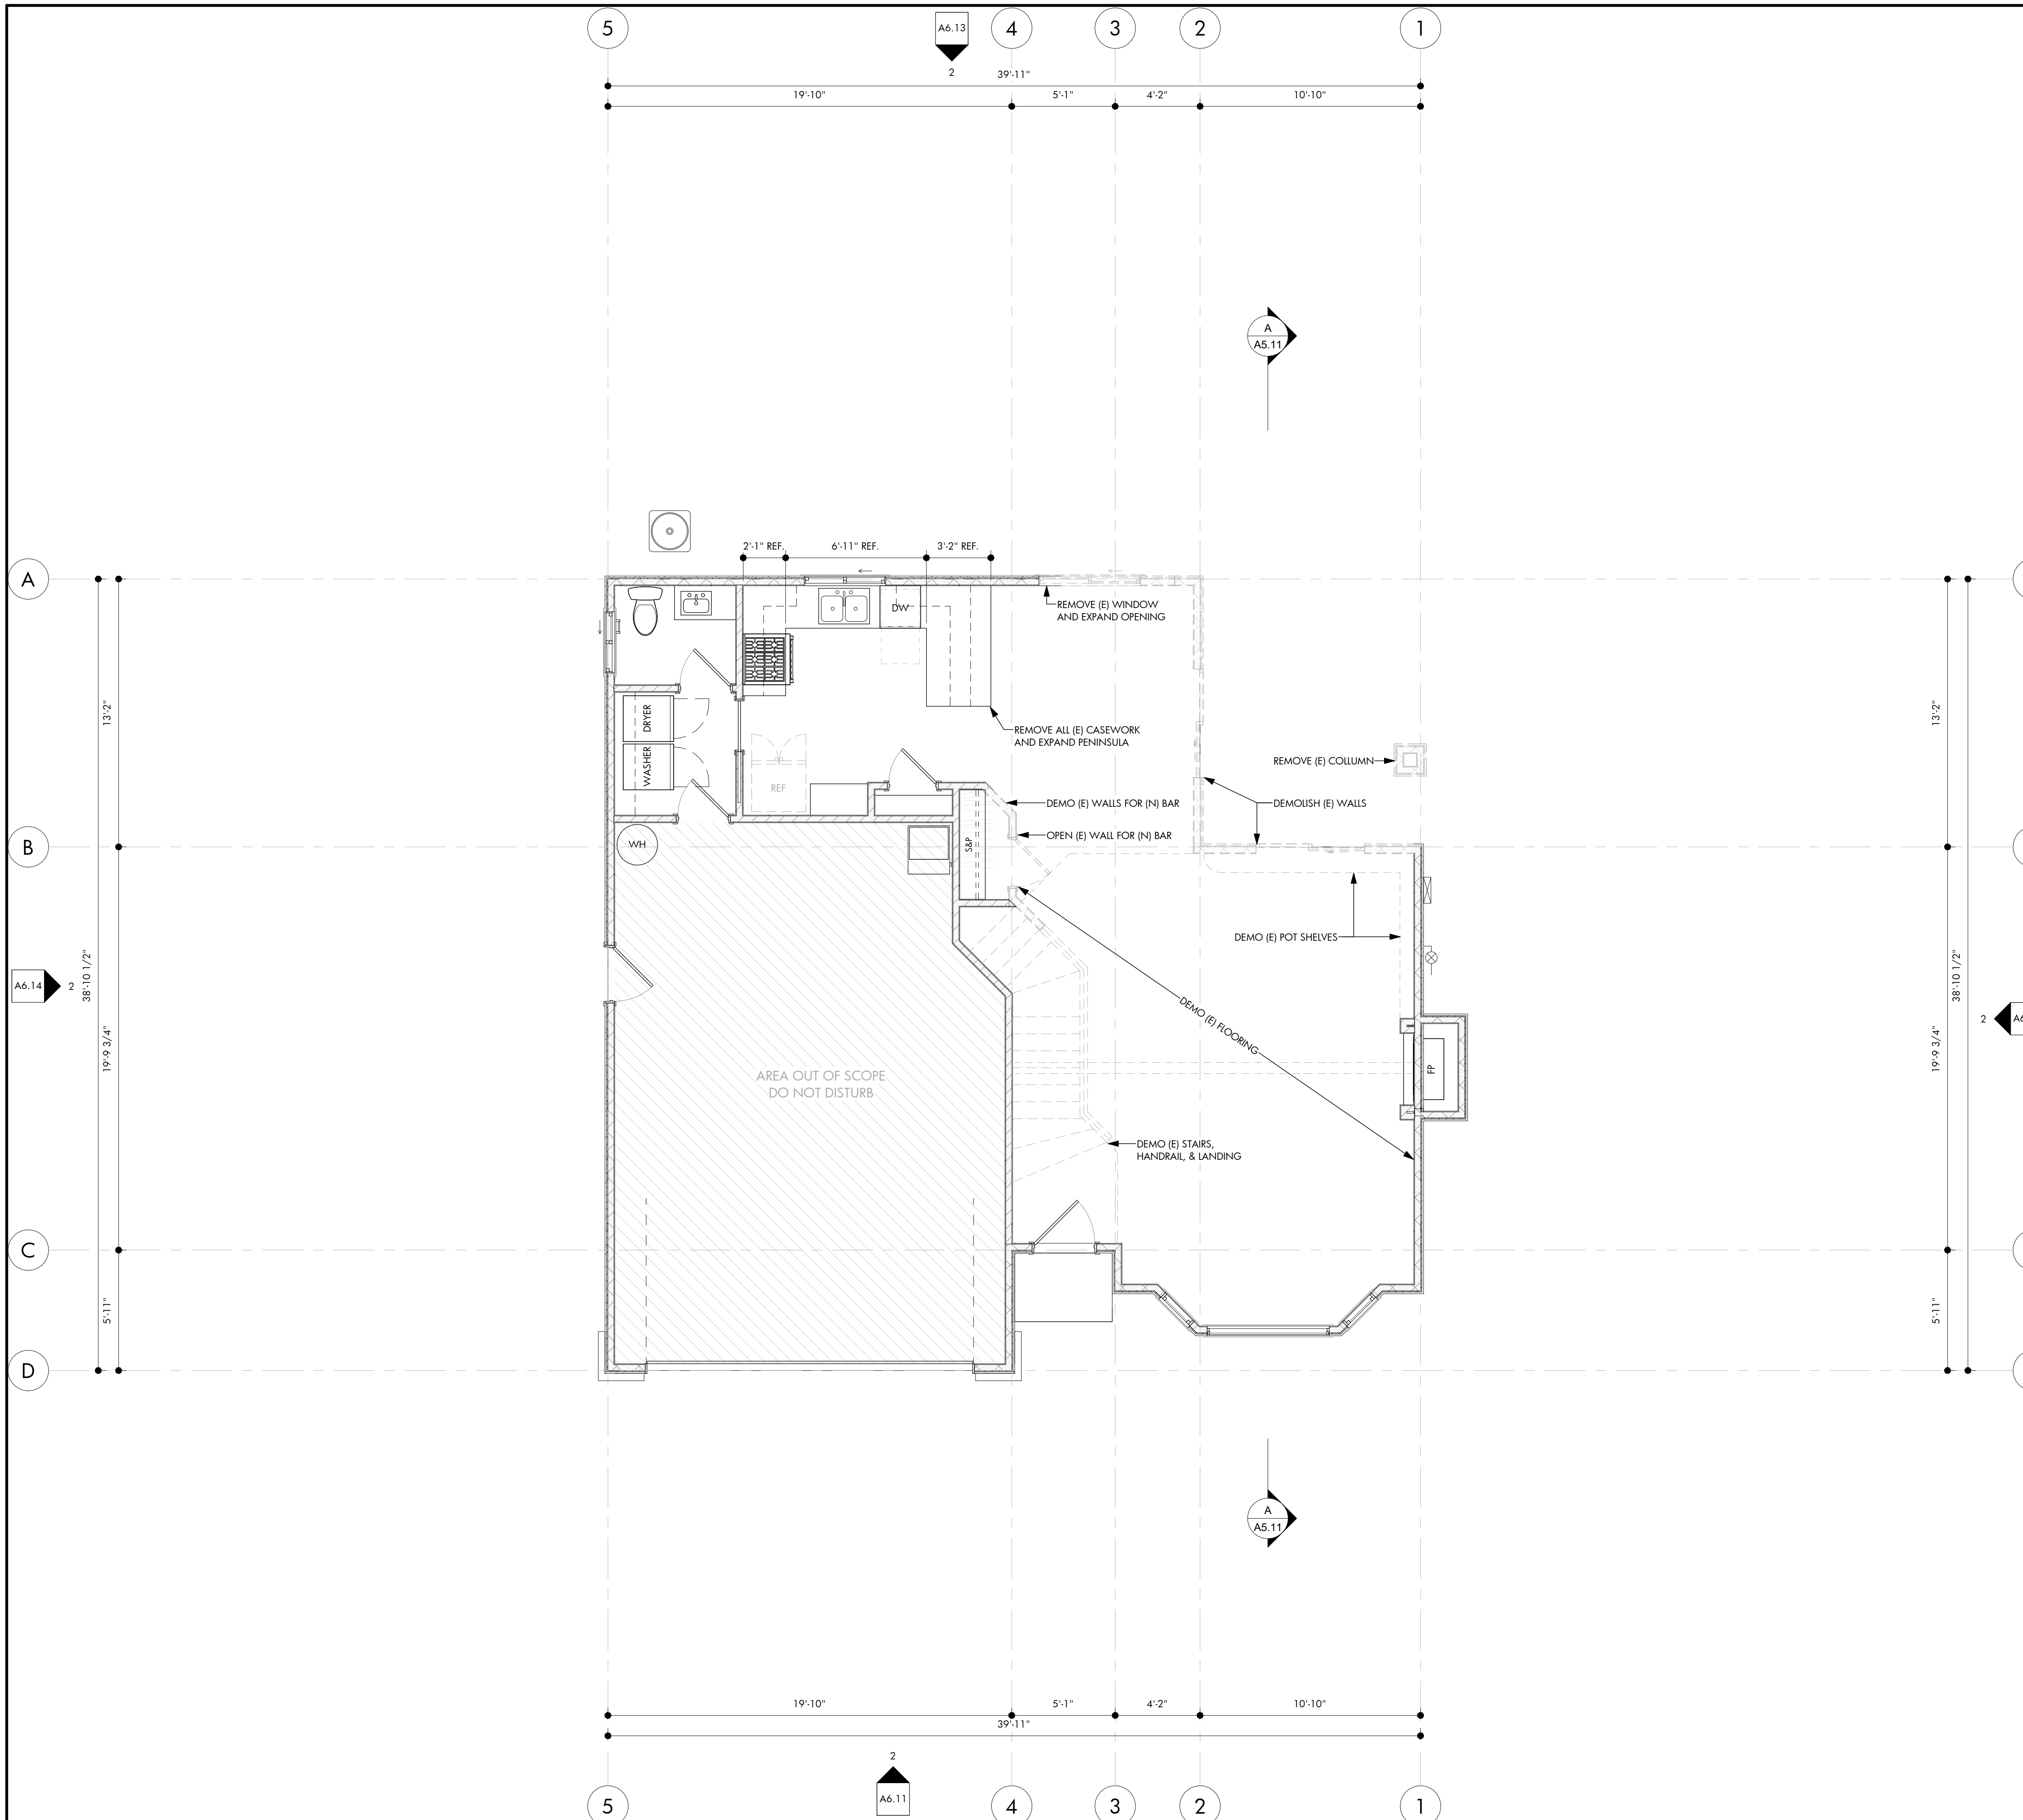 5
A6.13
4
3
2
1
2
39'-11"
19'-10"
5'-1"
4'-2"
10'-10"
A
A5.11
2'-1" REF.
6'-11" REF.
3'-2" REF.
A
DW
REMOVE (E) WINDOW
AND EXPAND OPENING
13'-2"
13'-2"
DRYER
REMOVE ALL (E) CASEWORK
AND EXPAND PENINSULA
WASHER
REF
REMOVE (E) COLLUMN
DEMO (E) WALLS FOR (N) BAR
DEMOLISH (E) WALLS
OPEN (E) WALL FOR (N) BAR
B
WH
S&P
DEMO (E) POT SHELVES
A6.14
2
38'-10 1/2"
38'-10 1/2"
DEMO (E) FLOORING
2
19'-9 3/4"
19'-9 3/4"
AREA OUT OF SCOPE
DO NOT DISTURB
FP
DEMO (E) STAIRS,
HANDRAIL, & LANDING
C
5'-11"
5'-11"
D
A
A5.11
19'-10"
5'-1"
4'-2"
10'-10"
39'-11"
2
A6.11
5
4
3
2
1